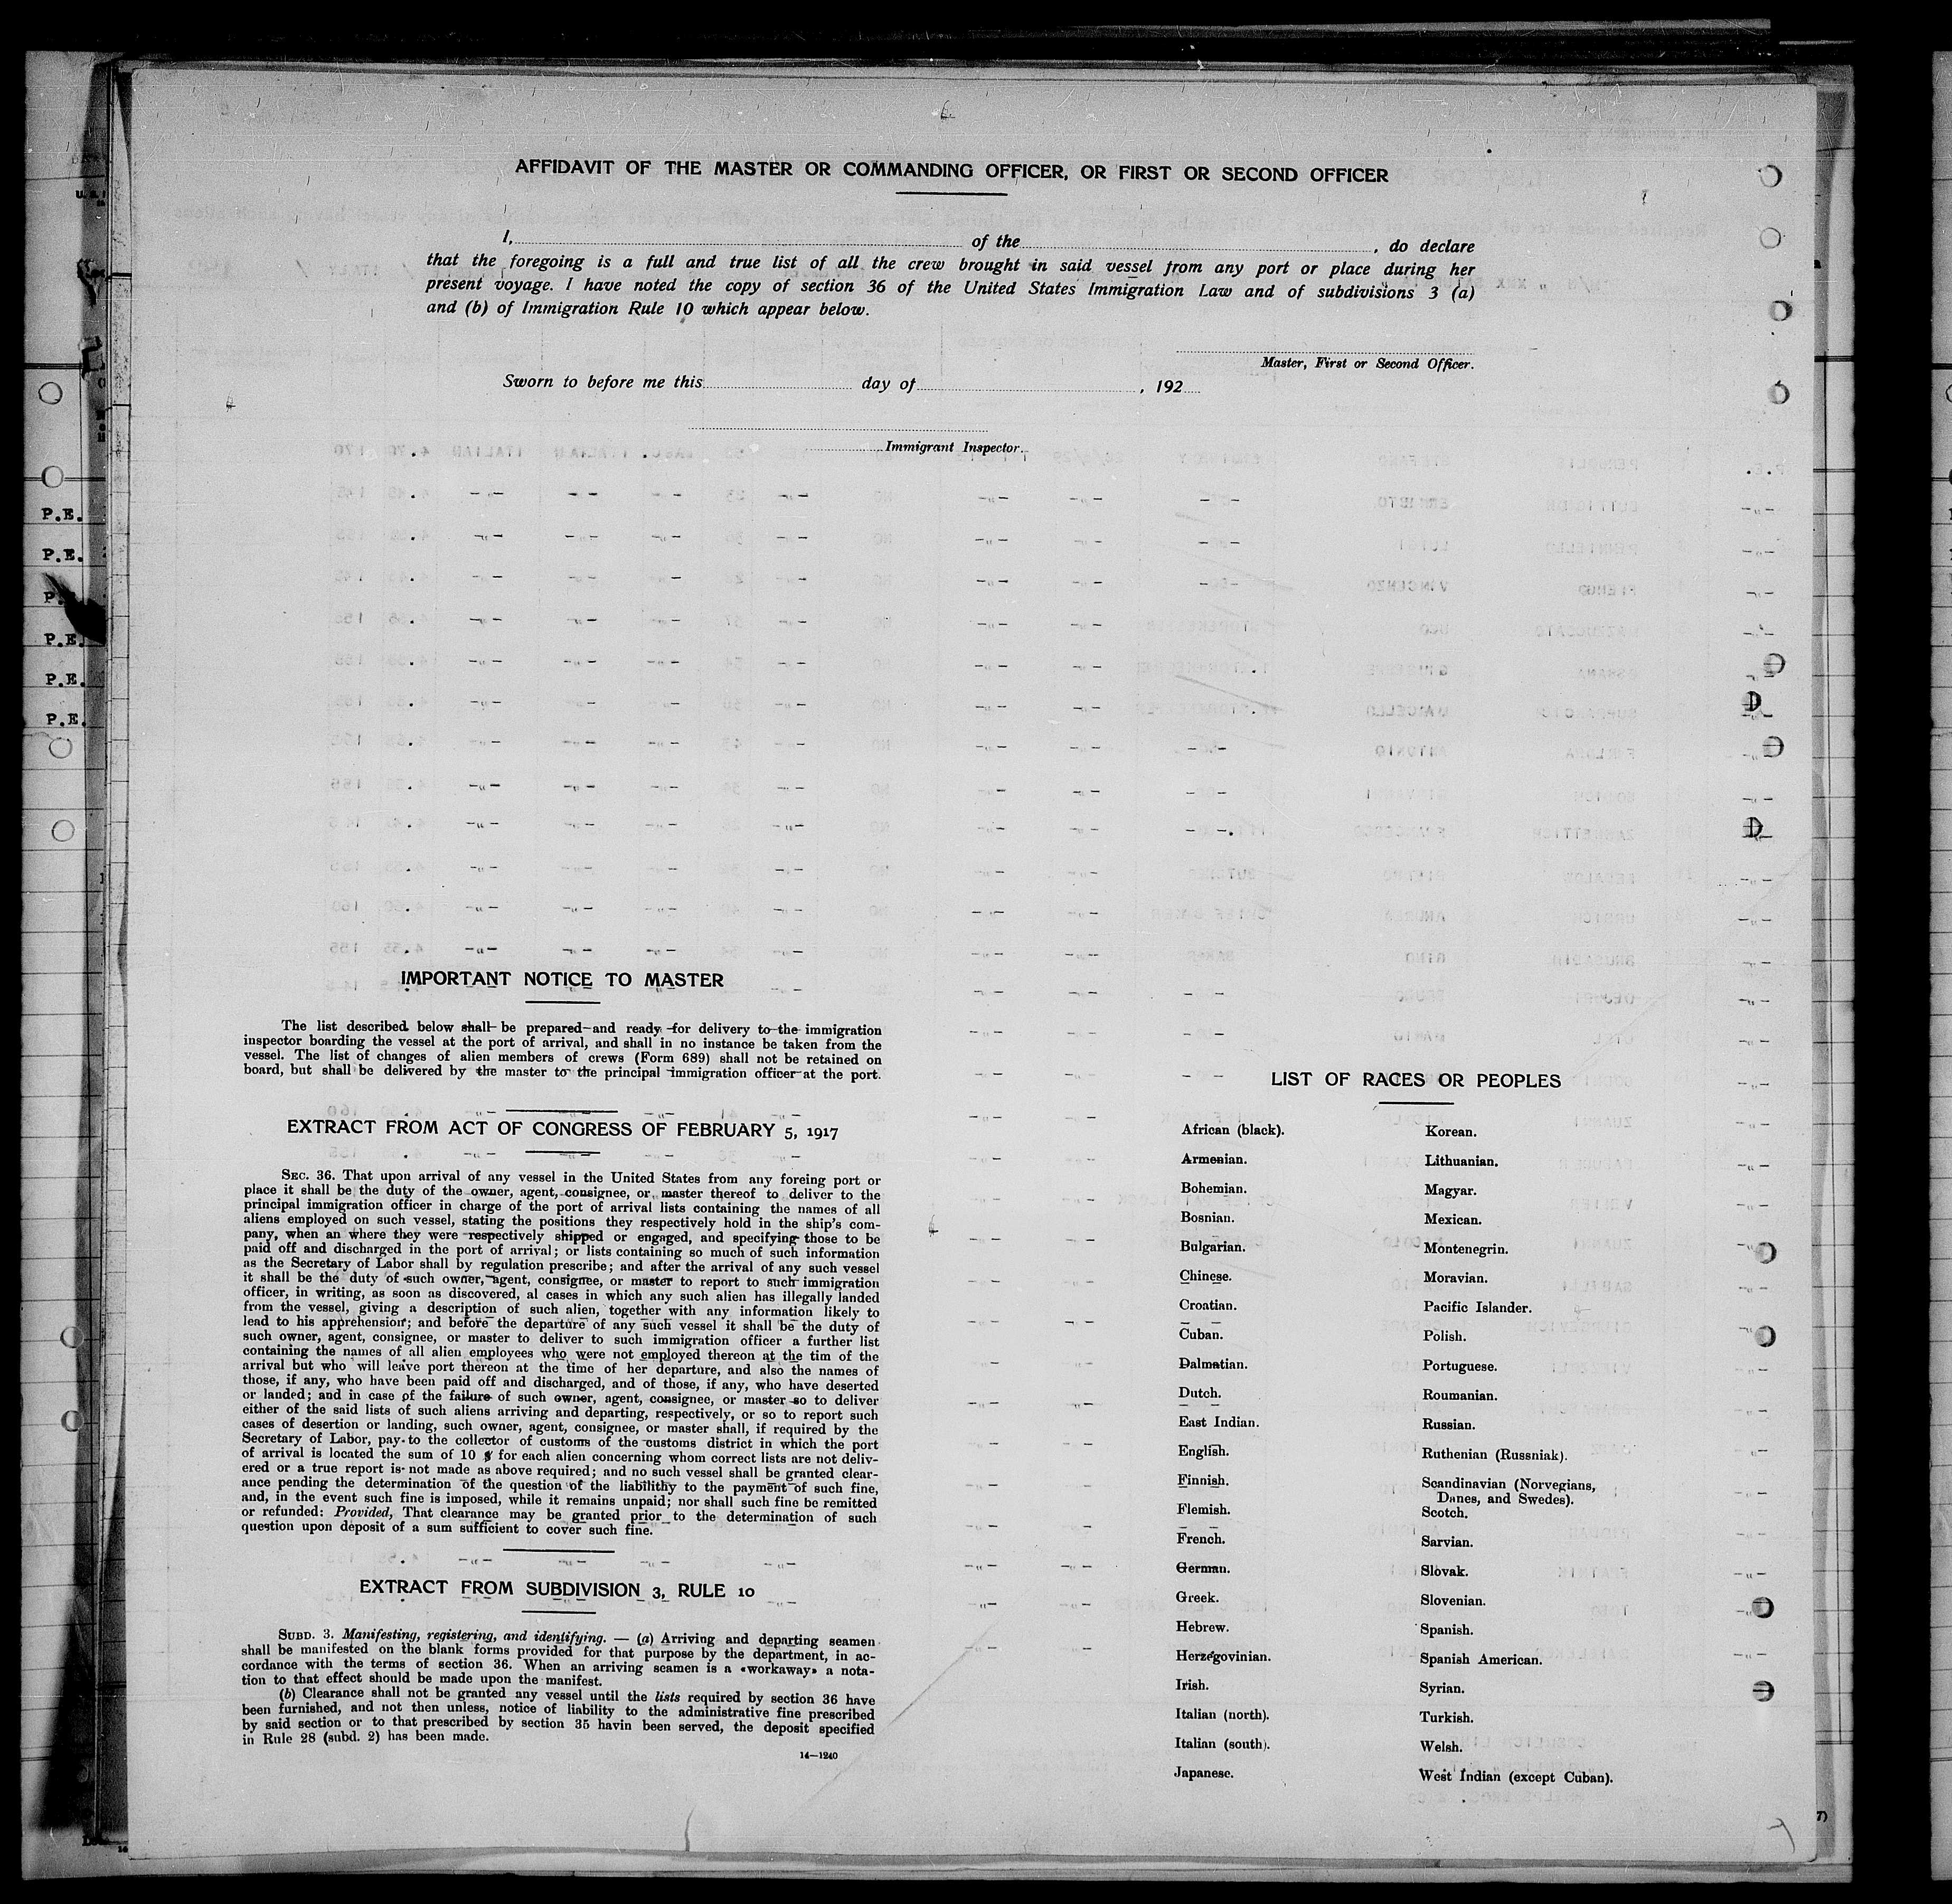 AFFIDAVIT OF THE MASTER OR COMMANDING OFFICER, OR FIRST OR SECOND OFFICER
I, of the , do declare
that the foregoing is a full and true list of all the crew brought in said vessel from any port or place during her
present voyage. I have noted the copy of section 36 of the United States Immigration Law and of subdivisions 3 (a)
and (b) of Immigration Rule 10 which appear below.
Master, First or Second Officer.
Sworn to before me this day of , 192
Immigrant Inspector.
P.E.
P.E.
P.E.
P.E.
P.E.
IMPORTANT NOTICE TO MASTER
The list described below shall be prepared and ready for delivery to the immigration
inspector boarding the vessel at the port of arrival, and shall in no instance be taken from the
vessel. The list of changes of alien members of crews (Form 689) shall not be retained on
board, but shall be delivered by the master to the principal immigration officer at the port.
EXTRACT FROM ACT OF CONGRESS OF FEBRUARY 5, 1917
SEC. 36. That upon arrival of any vessel in the United States from any foreing port or
place it shall be the duty of the owner, agent, consignee, or master thereof to deliver to the
principal immigration officer in charge of the port of arrival lists containing the names of all
aliens employed on such vessel, stating the positions they respectively hold in the ship's com-
pany, when an where they were respectively shipped or engaged, and specifying those to be
paid off and discharged in the port of arrival; or lists containing so much of such information
as the Secretary of Labor shall by regulation prescribe; and after the arrival of any such vessel
it shall be the duty of such owner, agent, consignee, or master to report to such immigration
officer, in writing, as soon as discovered, al cases in which any such alien has illegally landed
from the vessel, giving a description of such alien, together with any information likely to
lead to his apprehension; and before the departure of any such vessel it shall be the duty of
such owner, agent, consignee, or master to deliver to such immigration officer a further list
containing the names of all alien employees who were not employed thereon at the tim of the
arrival but who will leave port thereon at the time of her departure, and also the names of
those, if any, who have been paid off and discharged, and of those, if any, who have deserted
or landed; and in case of the failure of such owner, agent, consignee, or master so to deliver
either of the said lists of such aliens arriving and departing, respectively, or so to report such
cases of desertion or landing, such owner, agent, consignee, or master shall, if required by the
Secretary of Labor, pay to the collector of customs of the customs district in which the port
of arrival is located the sum of 10 $ for each alien concerning whom correct lists are not deliv-
ered or a true report is not made as above required; and no such vessel shall be granted clear-
ance pending the determination of the question of the liabilithy to the payment of such fine,
and, in the event such fine is imposed, while it remains unpaid; nor shall such fine be remitted
or refunded: Provided, That clearance may be granted prior to the determination of such
question upon deposit of a sum sufficient to cover such fine.
EXTRACT FROM SUBDIVISION 3, RULE 10
SUBD. 3. Manifesting, registering, and identifying. — (a) Arriving and departing seamen
shall be manifested on the blank forms provided for that purpose by the department, in ac-
cordance with the terms of section 36. When an arriving seamen is a «workaway» a nota-
tion to that effect should be made upon the manifest.
(b) Clearance shall not be granted any vessel until the lists required by section 36 have
been furnished, and not then unless, notice of liability to the administrative fine prescribed
by said section or to that prescribed by section 35 havin been served, the deposit specified
in Rule 28 (subd. 2) has been made.
14—1240
LIST OF RACES OR PEOPLES
African (black).
Armenian.
Bohemian.
Bosnian.
Bulgarian.
Chinese.
Croatian.
Cuban.
Dalmatian.
Dutch.
East Indian.
English.
Finnish.
Flemish.
French.
German.
Greek.
Hebrew.
Herzegovinian.
Irish.
Italian (north).
Italian (south).
Japanese.
Korean.
Lithuanian.
Magyar.
Mexican.
Montenegrin.
Moravian.
Pacific Islander.
Polish.
Portuguese.
Roumanian.
Russian.
Ruthenian (Russniak).
Scandinavian (Norvegians,
Danes, and Swedes).
Scotch.
Sarvian.
Slovak.
Slovenian.
Spanish.
Spanish American.
Syrian.
Turkish.
Welsh.
West Indian (except Cuban).